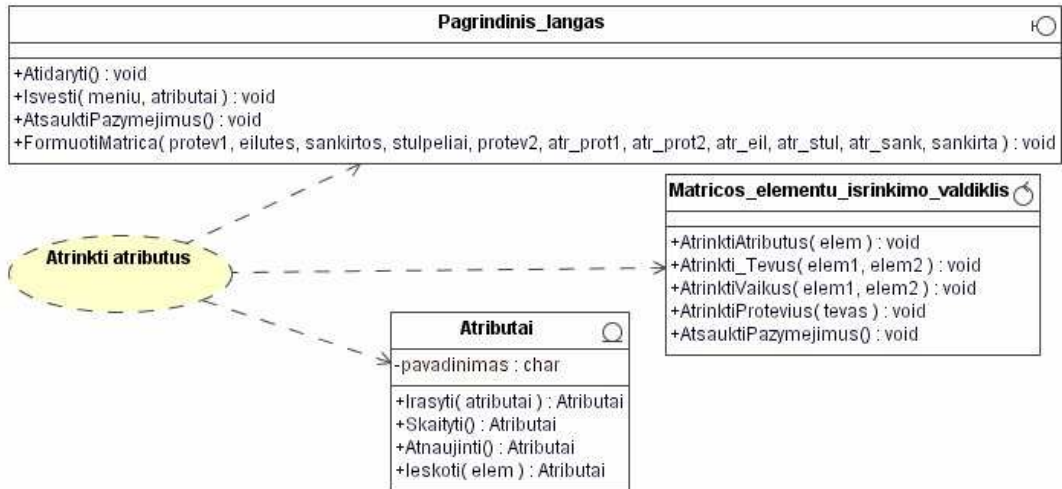 Pagrindinis_langas
+Atidaryti() : void
+Isvesti( meniu, atributai ) : void
+AtsauktiPazymejimus() : void
+FormuotiMatrica( protev1, eilutes, sankirtos, stulpeliai, protev2, atr_prot1, atr_prot2, atr_eil, atr_stul, atr_sank, sankirta ) : void
Matricos_elementu_isrinkimo_valdiklis
+AtrinktiAtributus( elem ) : void
+Atrinkti_Tevus( elem1, elem2 ) : void
+AtrinktiVaikus( elem1, elem2 ) : void
+AtrinktiProtevius( tevas ) : void
+AtsauktiPazymejimus() : void
Atrinkti atributus
Atributai
-pavadinimas : char
+Irasyti( atributai ) : Atributai
+Skaityti() : Atributai
+Atnaujinti() : Atributai
+Ieskoti( elem ) : Atributai